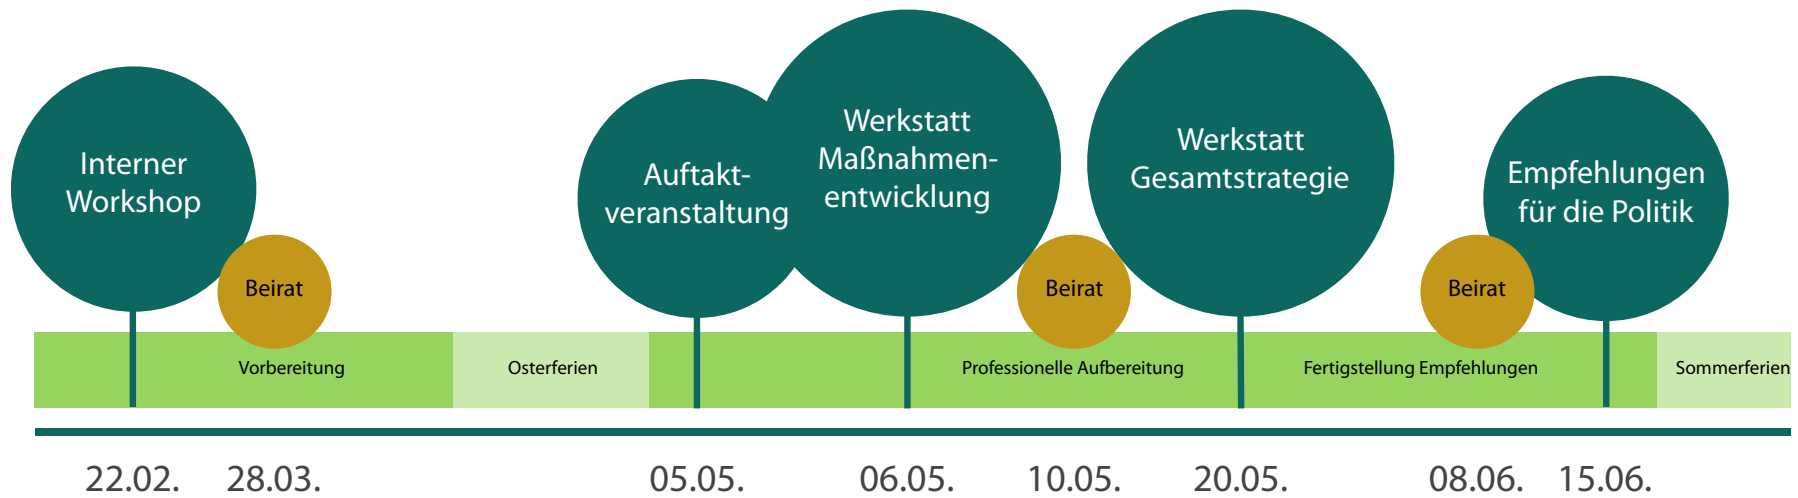 Interner
Workshop
Beirat
Auftakt-
veranstaltung
Werkstatt
Maßnahmen-
entwicklung
Beirat
Werkstatt
Gesamtstrategie
Beirat
Empfehlungen
für die Politik
Vorbereitung
Osterferien
Professionelle Aufbereitung
Fertigstellung Empfehlungen
Sommerferien
22.02.
28.03.
05.05.
06.05.
10.05.
20.05.
08.06.
15.06.